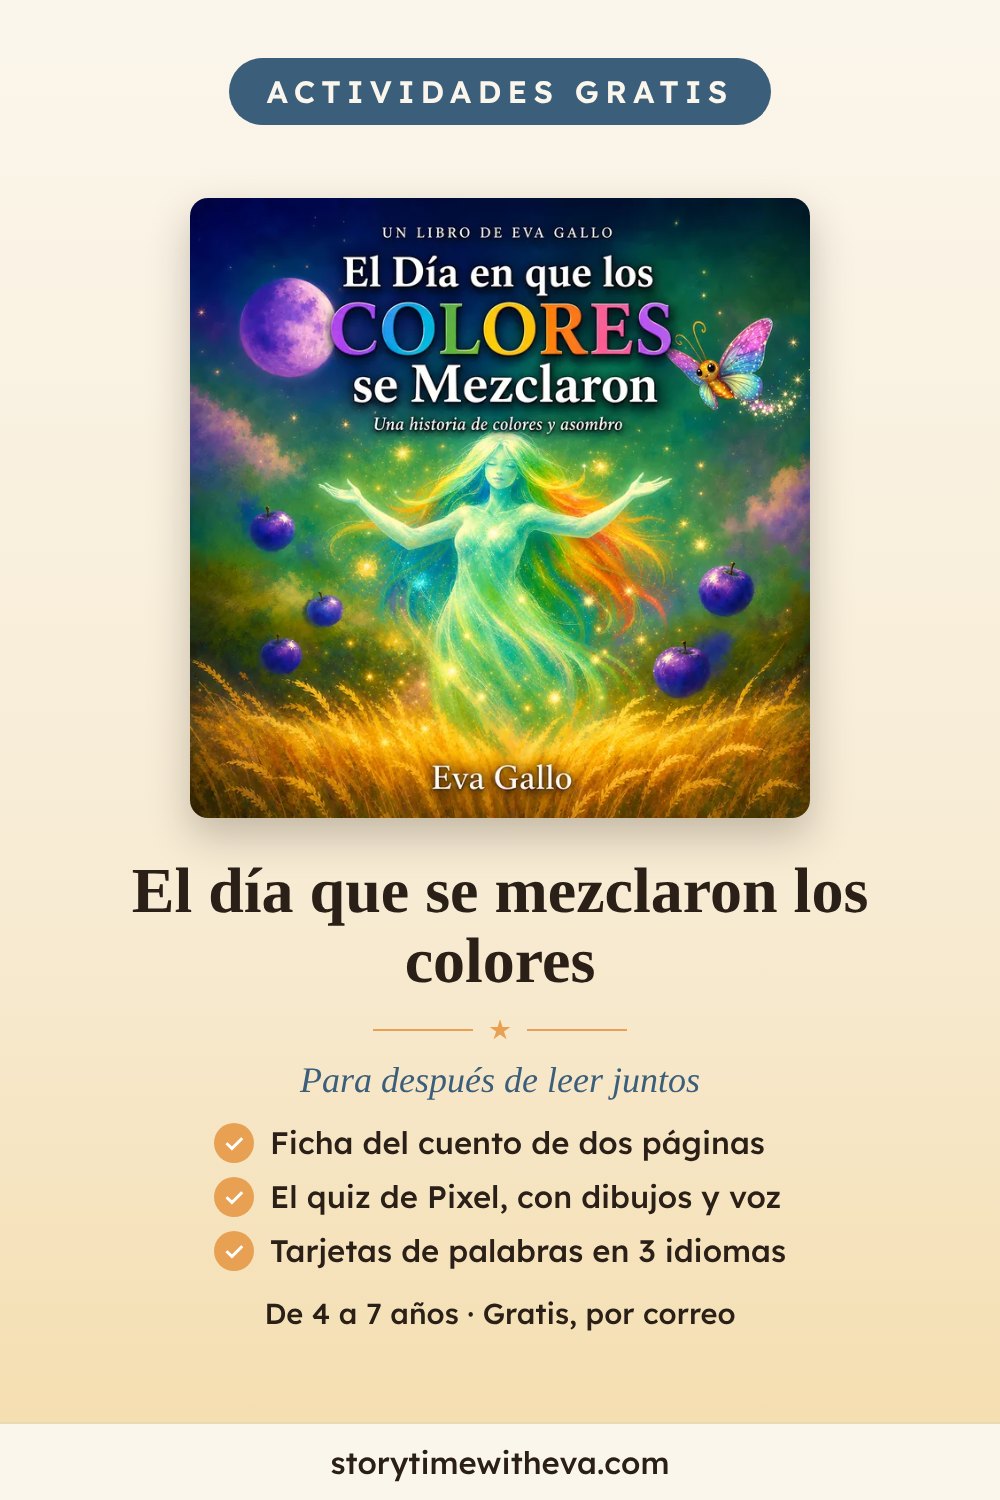 ACTIVIDADES GRATIS
UN LIBRO DE EVA GALLO
El Día en que los
COLORES
se Mezclaron
Una historia de colores y asombro
Eva Gallo
El día que se mezclaron los
colores
Para después de leer juntos
Ficha del cuento de dos páginas
El quiz de Pixel, con dibujos y voz
Tarjetas de palabras en 3 idiomas
De 4 a 7 años · Gratis, por correo
storytimewitheva.com